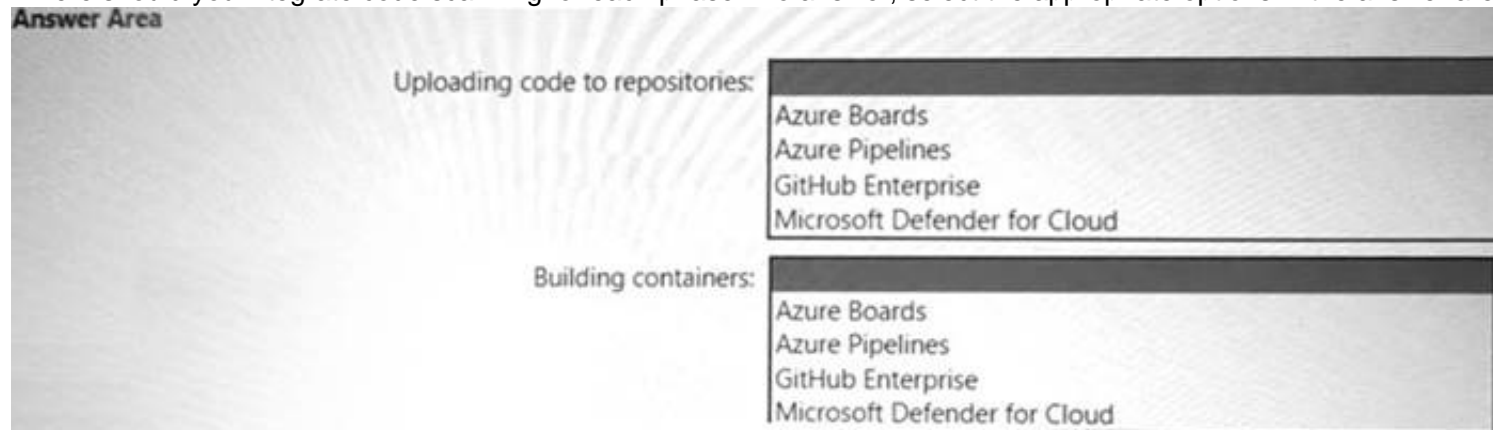 Answer Area
Uploading code to repositories:
Azure Boards
Azure Pipelines
GitHub Enterprise
Microsoft Defender for Cloud
Building containers:
Azure Boards
Azure Pipelines
GitHub Enterprise
Microsoft Defender for Cloud